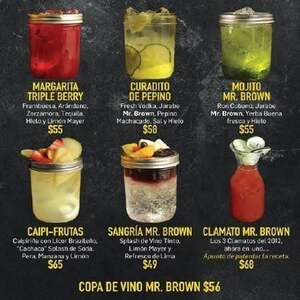 MARGARITA
TRIPLE BERRY
Frambuesa, Arándano,
Zarzamora, Tequila,
Hielo y Limón Mayer
$55
CURADITO
DE PEPINO
Fresh Vodka, Jarabe
Mr. Brown, Pepino
Machacado, Sal y Hielo
$58
MOJITO
MR. BROWN
Ron Cubano, Jarabe
Mr. Brown, Yerba Buena
fresca y Hielo
$55
CAIPI-FRUTAS
Caipiriña con Licor Brazileño,
"Cachaca" Splash de Soda,
Pera, Manzana y Limón
$65
SANGRÍA MR. BROWN
Splash de Vino Tinto,
Limón Mayer y
Refresco de Lima
$49
CLAMATO MR. BROWN
Los 3 Clamatos del 2012,
ahora en uno...
A punto de patentar la receta.
$68
COPA DE VINO MR. BROWN $56